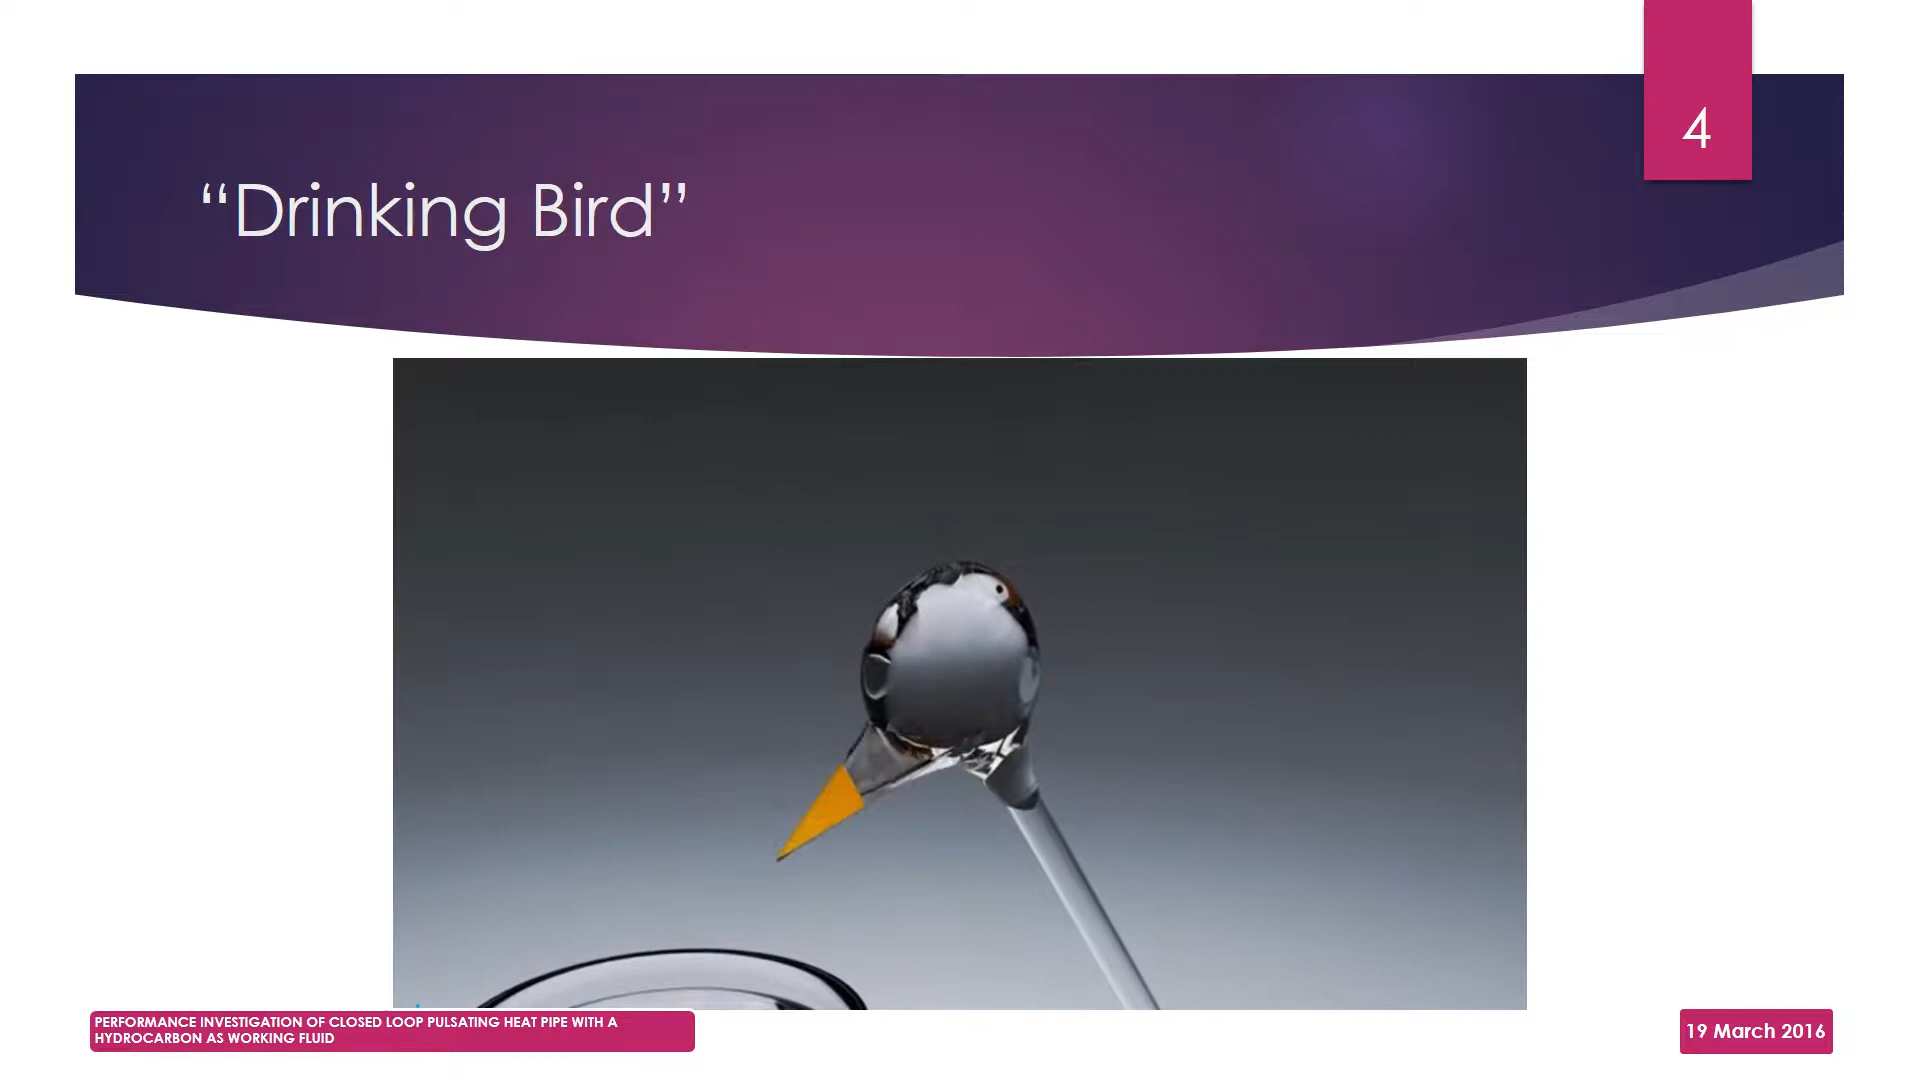 4
“Drinking Bird”
PERFORMANCE INVESTIGATION OF CLOSED LOOP PULSATING HEAT PIPE WITH A
HYDROCARBON AS WORKING FLUID
19 March 2016